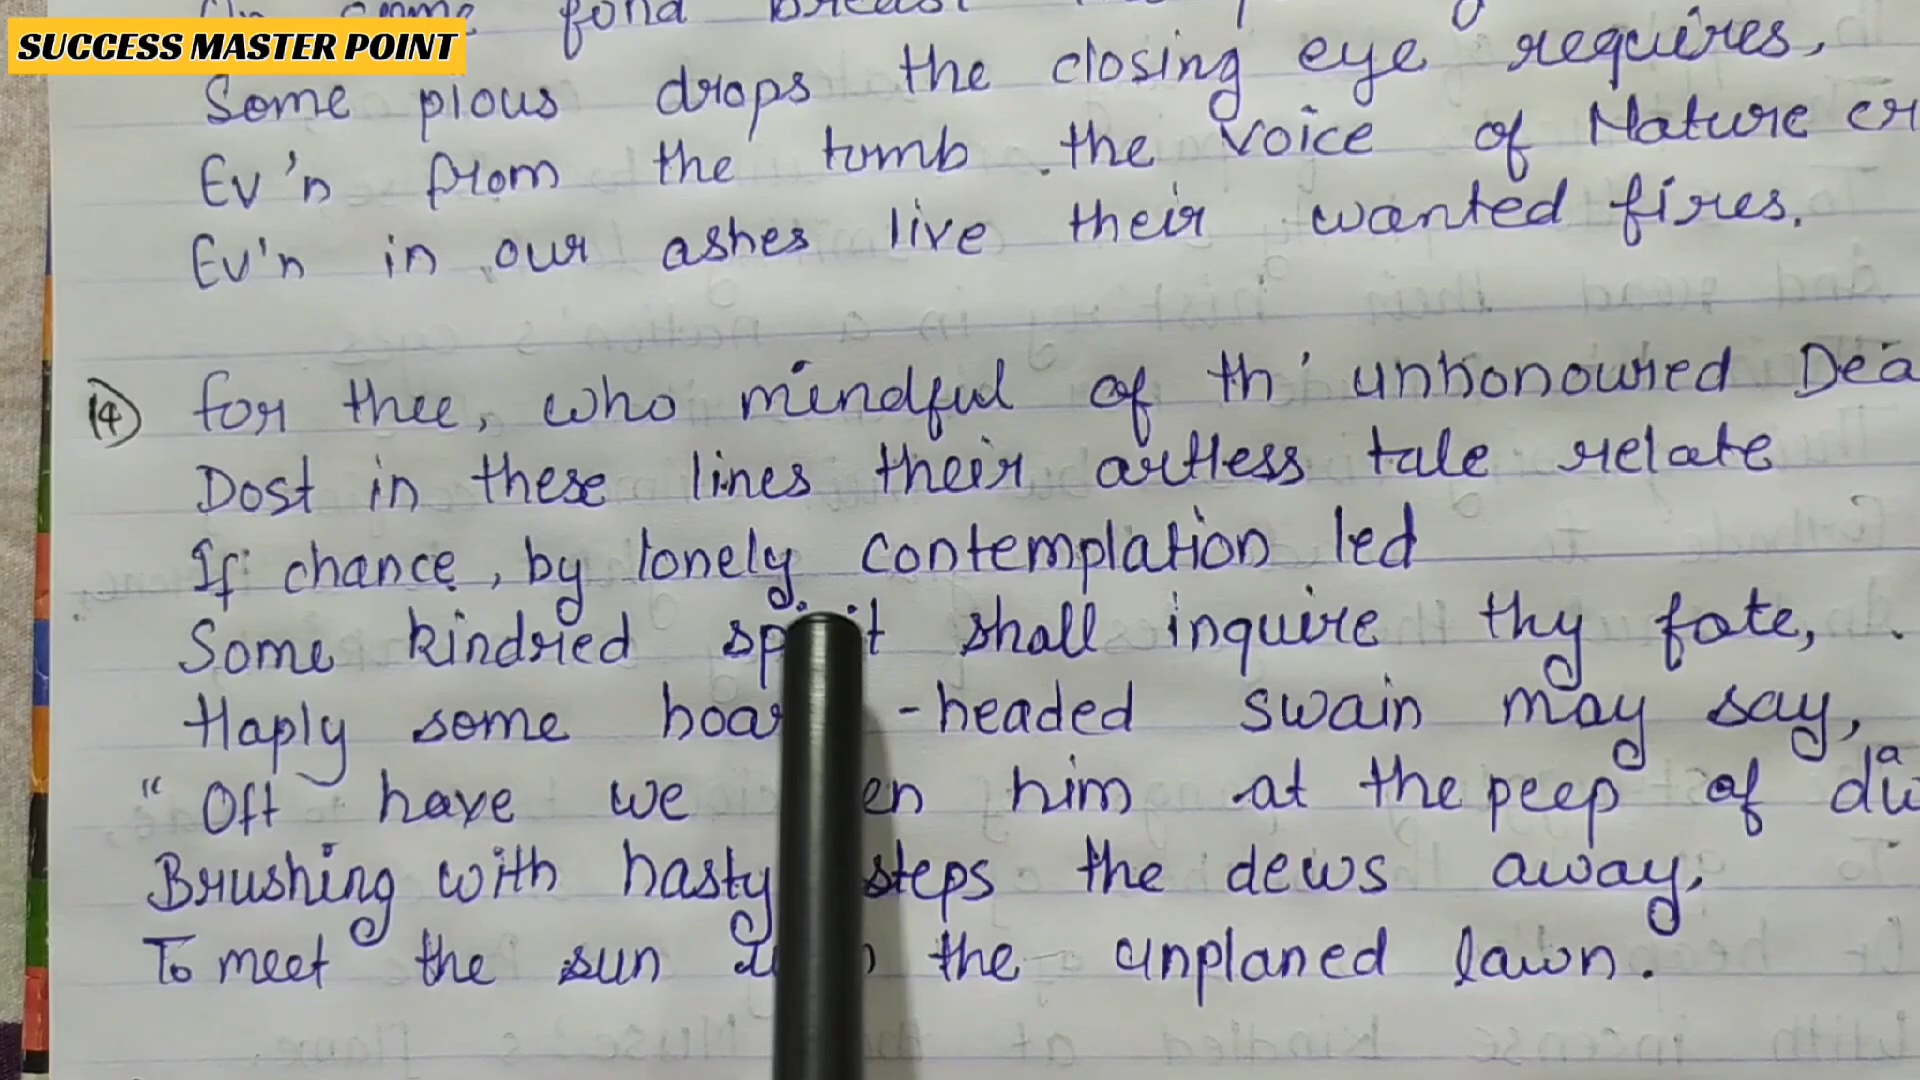 SUCCESS MASTER POINT
fond breast
Some pious drops the closing eye requires,
Ev'n from the tomb the voice of Nature
Ev'n in our ashes live their wanted fires.
14 for thee, who mindful of th' unhonoured Dea
Dost in these lines their artless tale relate
If chance, by lonely contemplation led
Some kindred shall inquire thy fate,
Haply some -headed swain may say,
"Oft have we him at the peep of
Brushing with hasty steps the dews away,
To meet the sun the unplaned lawn.